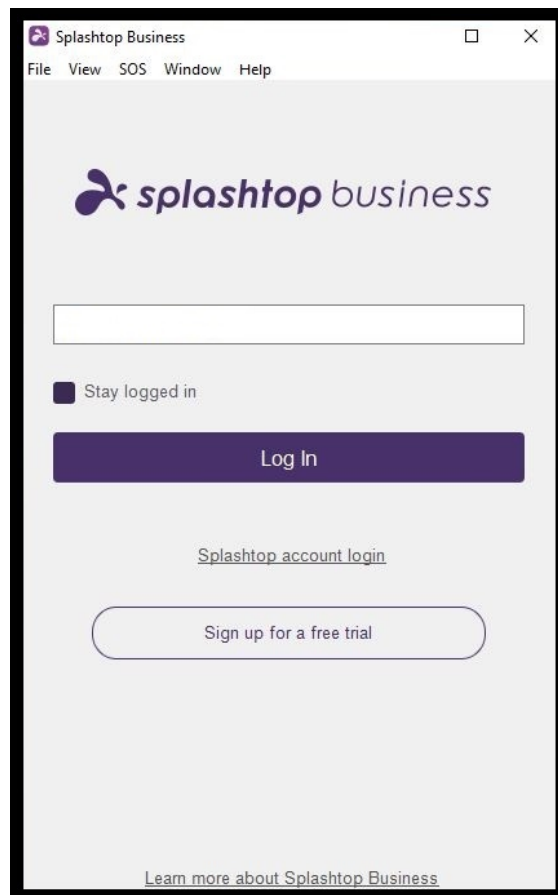 Splashtop Business
File View SOS Window Help
splashtop business
Stay logged in
Log In
Splashtop account login
Sign up for a free trial
Learn more about Splashtop Business